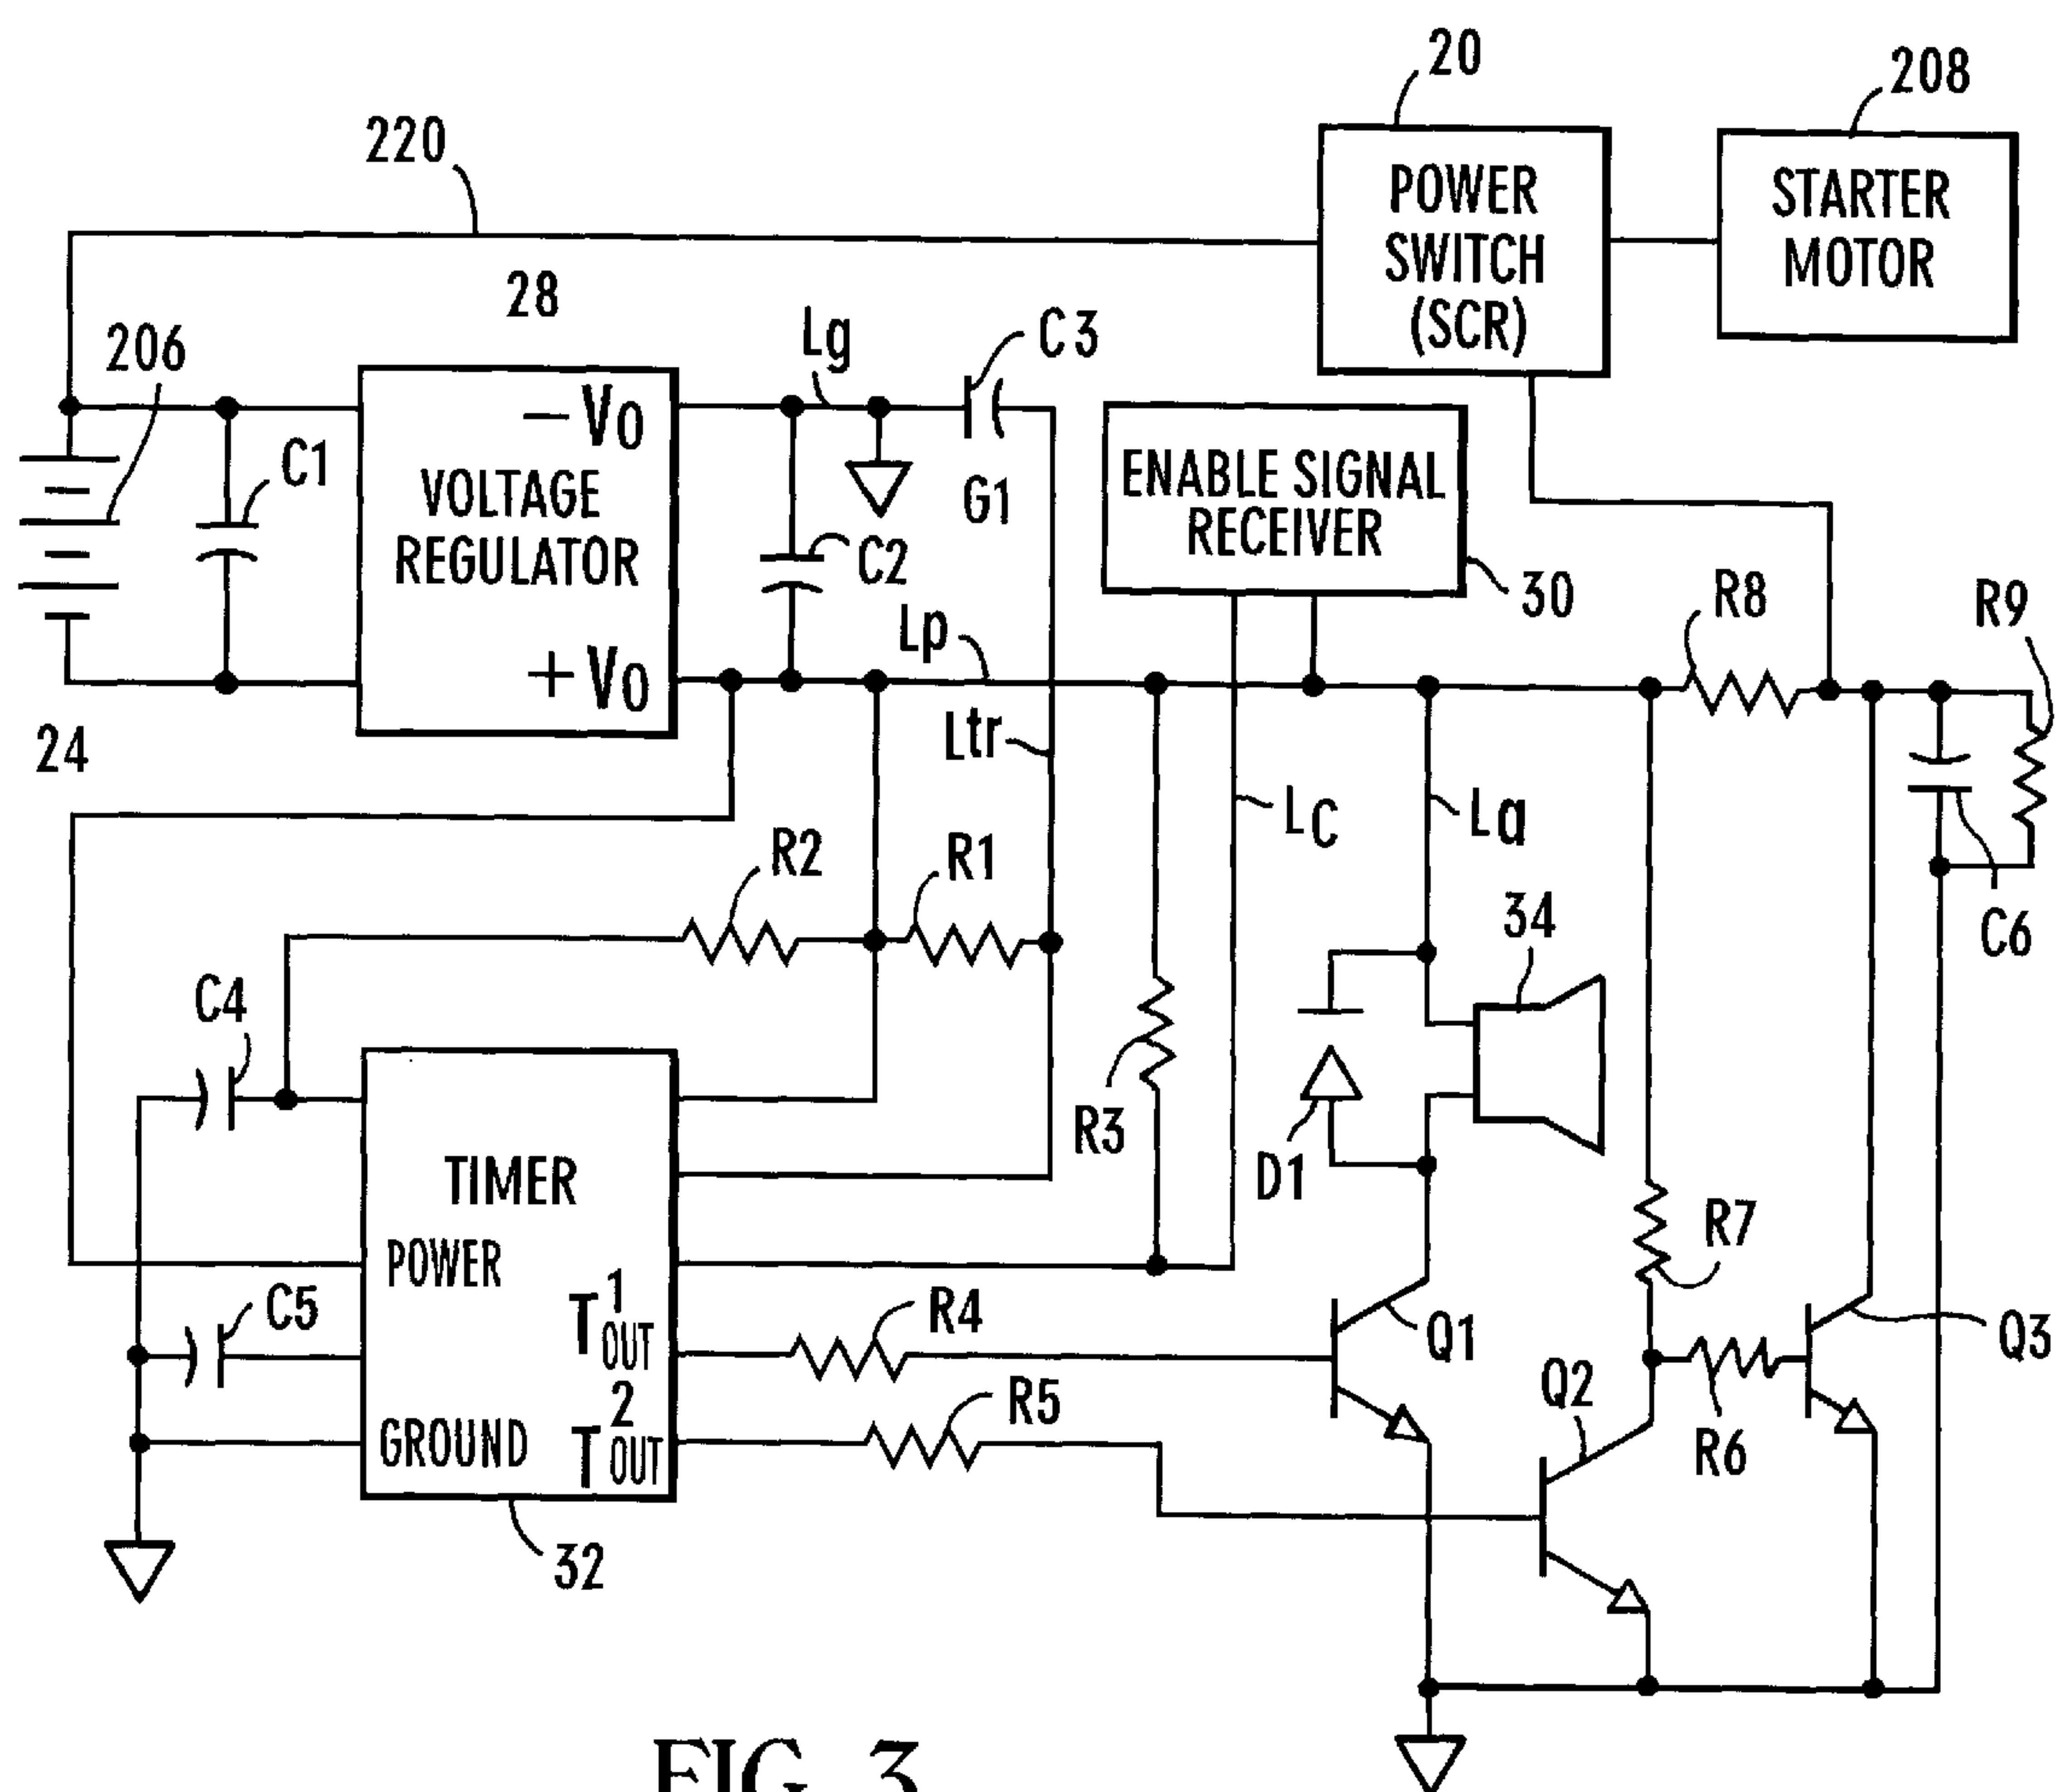 20
208
220
POWER
SWITCH
(SCR)
STARTER
MOTOR
28
206
Lg
C3
C1
− Vo
VOLTAGE
REGULATOR
+ Vo
G1
C2
ENABLE SIGNAL
RECEIVER
30
R8
R9
Lp
24
Ltr
Lc
La
R2
R1
34
C6
C4
R3
D1
TIMER
POWER
R7
C5
T1OUT
R4
Q1
Q3
Q2
R6
GROUND
T2OUT
R5
32
FIG. 3